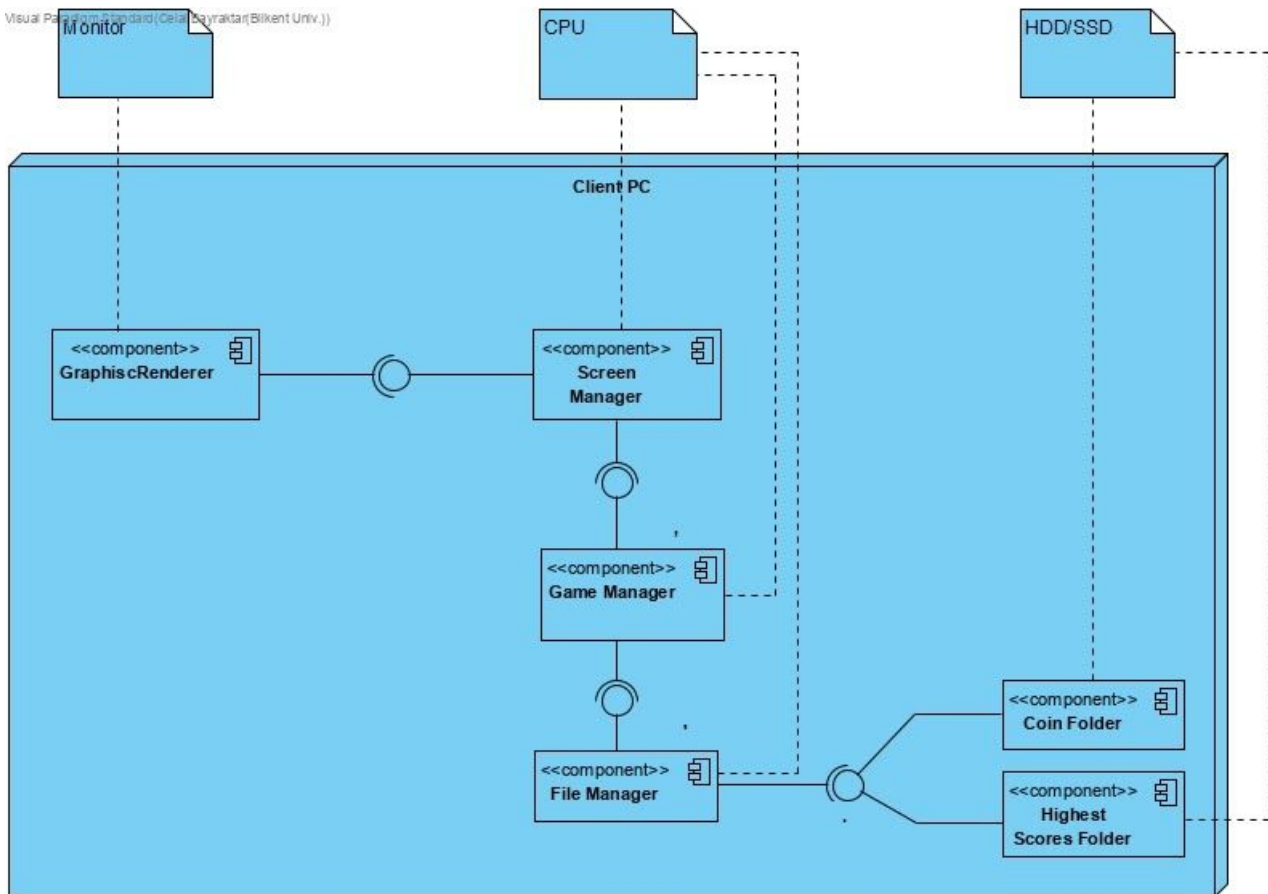 Visual Paradigm Standard(Celal Bayraktar(Bilkent Univ.))
Monitor
CPU
HDD/SSD
Client PC
<<component>>
GraphiscRenderer
<<component>>
Screen
Manager
<<component>>
Game Manager
<<component>>
File Manager
<<component>>
Coin Folder
<<component>>
Highest
Scores Folder